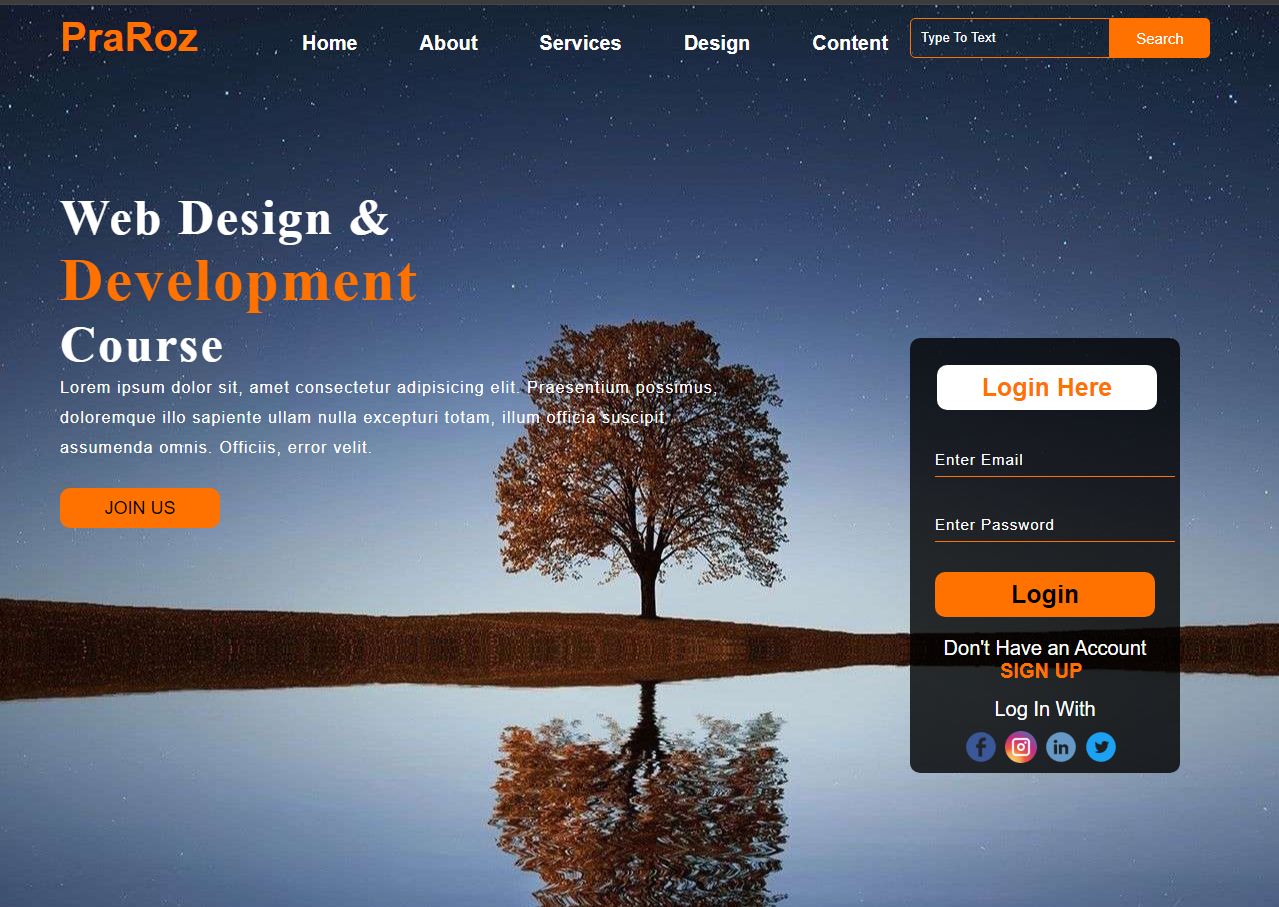 PraRoz
Home About Services Design Content
Type To Text
Search
Web Design &
Development
Course
Lorem ipsum dolor sit, amet consectetur adipisicing elit. Praesentium possimus,
doloremque illo sapiente ullam nulla excepturi totam, illum officia suscipit
assumenda omnis. Officiis, error velit.
JOIN US
Login Here
Enter Email
Enter Password
Login
Don't Have an Account
SIGN UP
Log In With